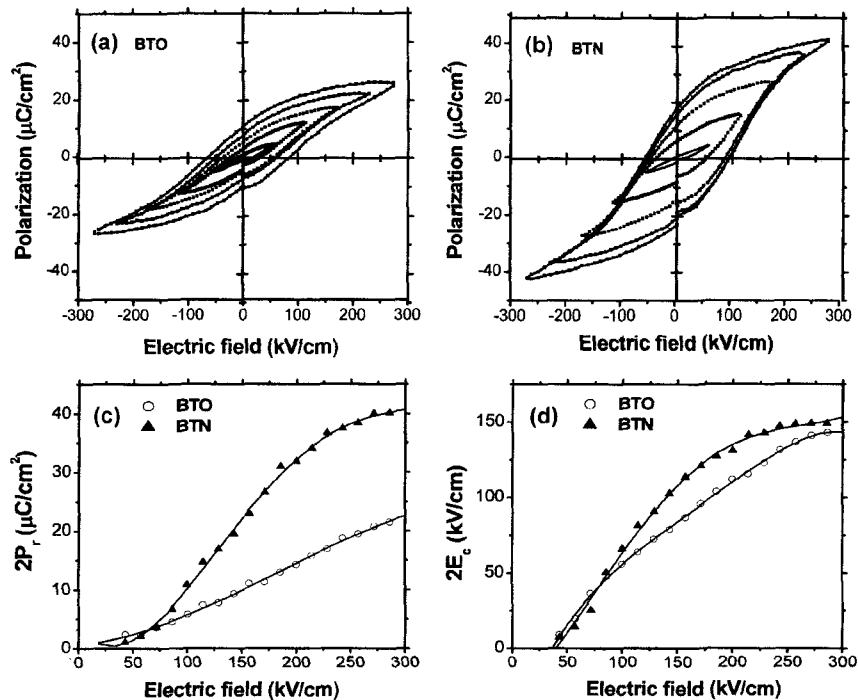 (a) BTO
Polarization (μC/cm²)
40
20
0
-20
-40
-300 -200 -100 0 100 200 300
Electric field (kV/cm)
(b) BTN
Polarization (μC/cm²)
40
20
0
-20
-40
-300 -200 -100 0 100 200 300
Electric field (kV/cm)
(c)
BTO
BTN
2Pr (μC/cm²)
40
30
20
10
0
0 50 100 150 200 250 300
Electric field (kV/cm)
(d)
BTO
BTN
2Ec (kV/cm)
150
100
50
0
0 50 100 150 200 250 300
Electric field (kV/cm)